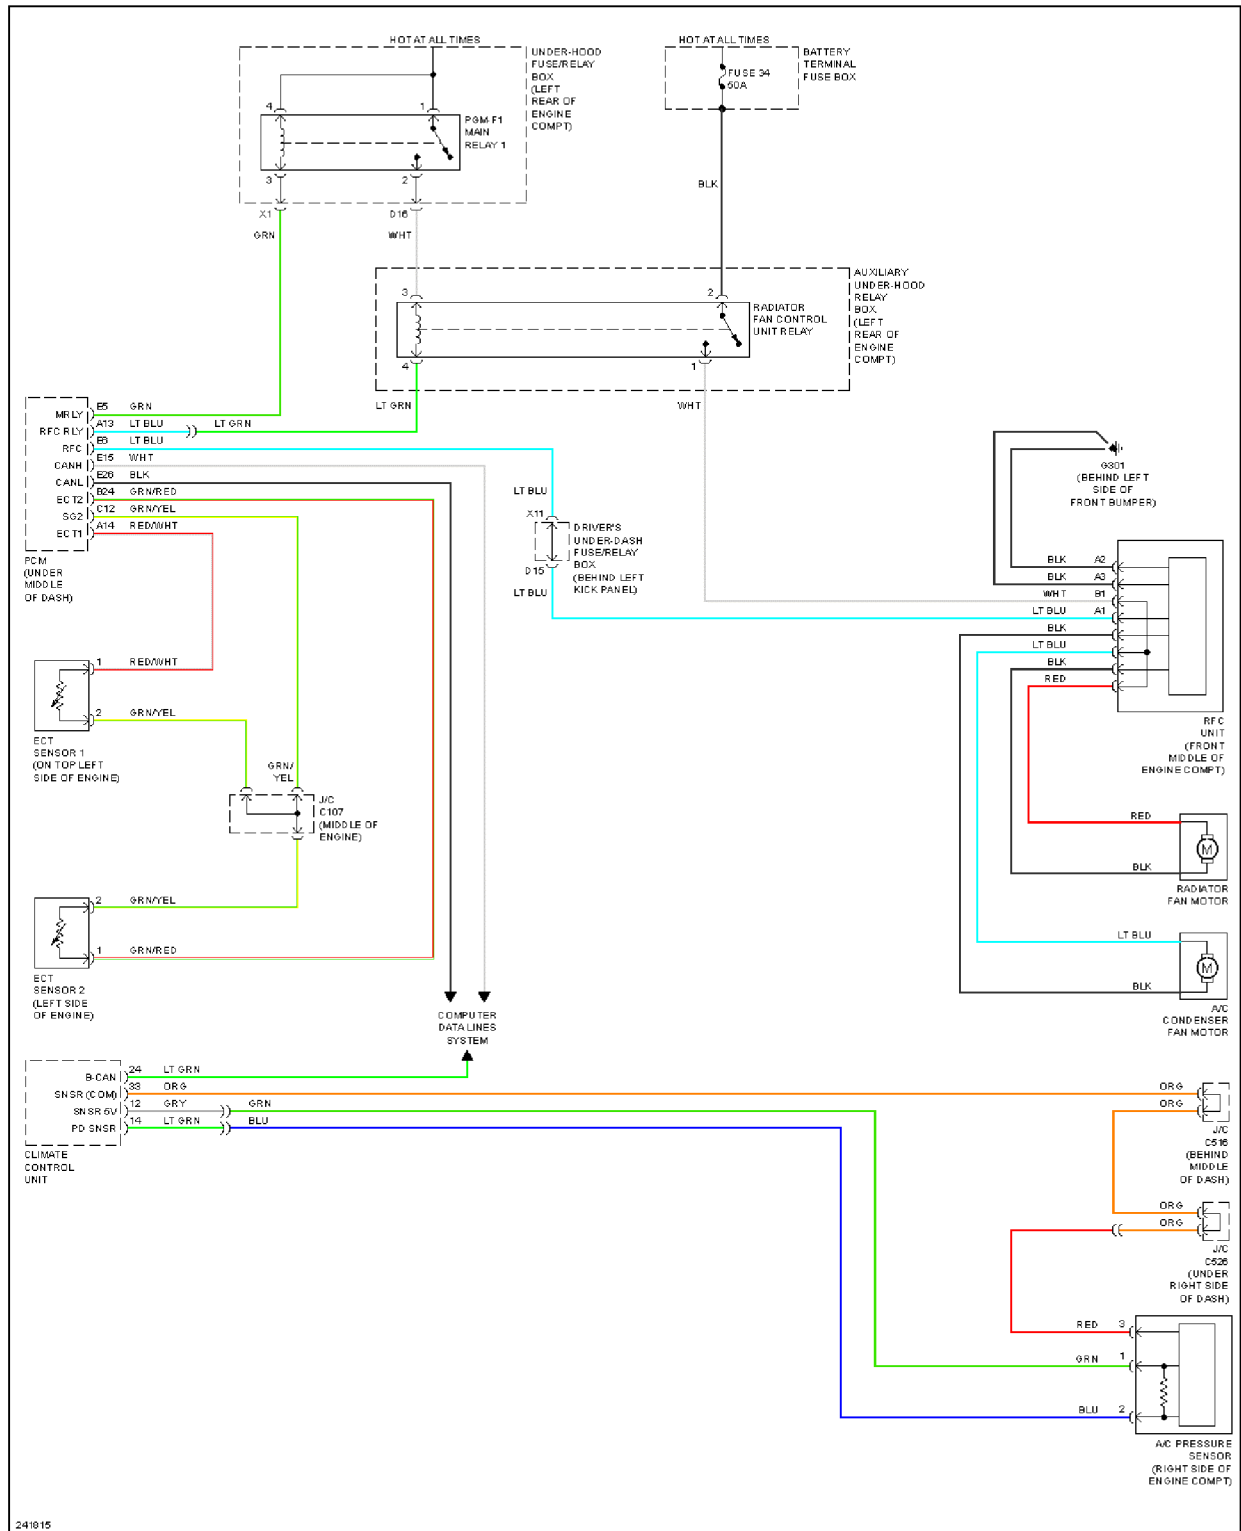 HOT AT ALL TIMES
UNDER-HOOD
FUSE/RELAY
BOX
(LEFT
REAR OF
ENGINE
COMPT)
4
1
PGM-F1
MAIN
RELAY 1
3
2
X1
D16
GRN
WHT
HOT AT ALL TIMES
FUSE 34
50A
BATTERY
TERMINAL
FUSE BOX
BLK
AUXILIARY
UNDER-HOOD
RELAY
BOX
(LEFT
REAR OF
ENGINE
COMPT)
3
2
RADIATOR
FAN CONTROL
UNIT RELAY
4
1
LT GRN
WHT
MRLY E5 GRN
RFC RLY A13 LT BLU LT GRN
RFC E6 LT BLU
CANH E15 WHT
CANL E26 BLK
ECT2 B24 GRN/RED
SG2 C12 GRN/YEL
ECT1 A14 RED/WHT
PCM
(UNDER
MIDDLE
OF DASH)
LT BLU
X11
DRIVER'S
UNDER-DASH
FUSE/RELAY
BOX
(BEHIND LEFT
KICK PANEL)
D15
LT BLU
G301
(BEHIND LEFT
SIDE OF
FRONT BUMPER)
BLK A2
BLK A3
WHT B1
LT BLU A1
BLK
LT BLU
BLK
RED
RFC
UNIT
(FRONT
MIDDLE OF
ENGINE COMPT)
1 RED/WHT
2 GRN/YEL
ECT
SENSOR 1
(ON TOP LEFT
SIDE OF ENGINE)
GRN/
YEL
J/C
C107
(MIDDLE OF
ENGINE)
RED
M
BLK
RADIATOR
FAN MOTOR
2 GRN/YEL
1 GRN/RED
ECT
SENSOR 2
(LEFT SIDE
OF ENGINE)
LT BLU
M
BLK
A/C
CONDENSER
FAN MOTOR
COMPUTER
DATA LINES
SYSTEM
B-CAN 24 LT GRN
SNSR (COM) 33 ORG
SNSR 5V 12 GRY GRN
PD SNSR 14 LT GRN BLU
CLIMATE
CONTROL
UNIT
ORG
ORG
J/C
C516
(BEHIND
MIDDLE
OF DASH)
ORG
ORG
J/C
C526
(UNDER
RIGHT SIDE
OF DASH)
RED 3
GRN 1
BLU 2
A/C PRESSURE
SENSOR
(RIGHT SIDE OF
ENGINE COMPT)
241815